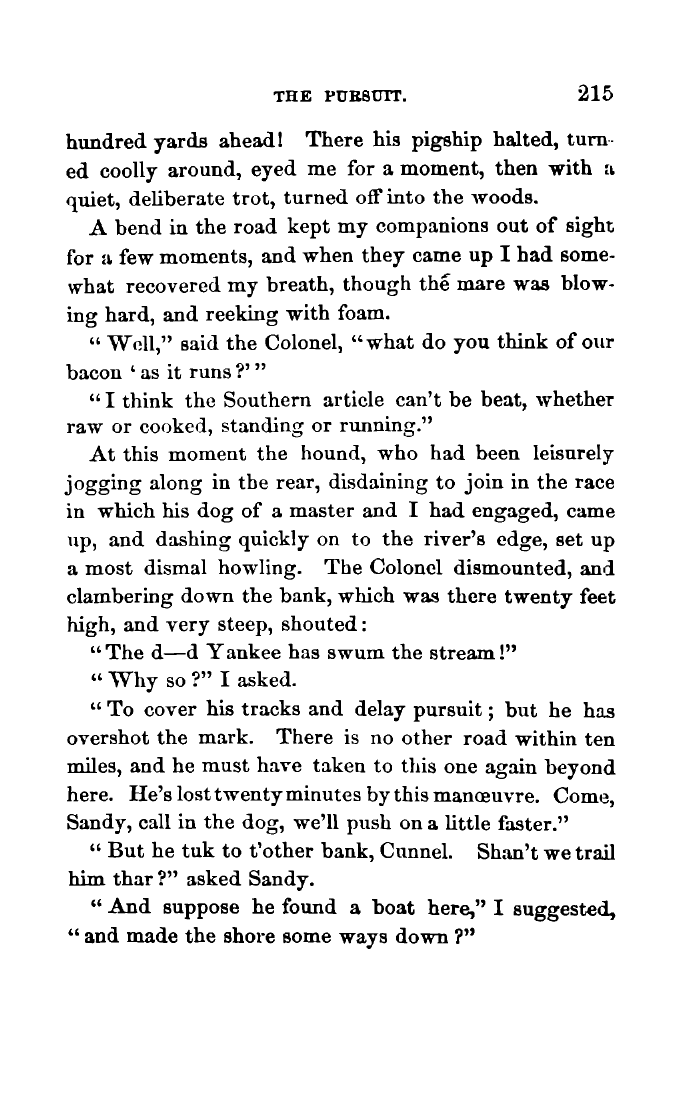 THE PURSUIT. 215
hundred yards ahead! There his pigship halted, turn-
ed coolly around, eyed me for a moment, then with a
quiet, deliberate trot, turned off into the woods.
A bend in the road kept my companions out of sight
for a few moments, and when they came up I had some-
what recovered my breath, though thé mare was blow-
ing hard, and reeking with foam.
“Well,” said the Colonel, “what do you think of our
bacon ‘as it runs?’”
“I think the Southern article can't be beat, whether
raw or cooked, standing or running.”
At this moment the hound, who had been leisurely
jogging along in the rear, disdaining to join in the race
in which his dog of a master and I had engaged, came
up, and dashing quickly on to the river's edge, set up
a most dismal howling. The Colonel dismounted, and
clambering down the bank, which was there twenty feet
high, and very steep, shouted:
“The d—d Yankee has swum the stream!”
“Why so?” I asked.
“To cover his tracks and delay pursuit; but he has
overshot the mark. There is no other road within ten
miles, and he must have taken to this one again beyond
here. He's lost twenty minutes by this manœuvre. Come,
Sandy, call in the dog, we'll push on a little faster.”
“But he tuk to t'other bank, Cunnel. Shan't we trail
him thar?” asked Sandy.
“And suppose he found a boat here,” I suggested,
“and made the shore some ways down?”